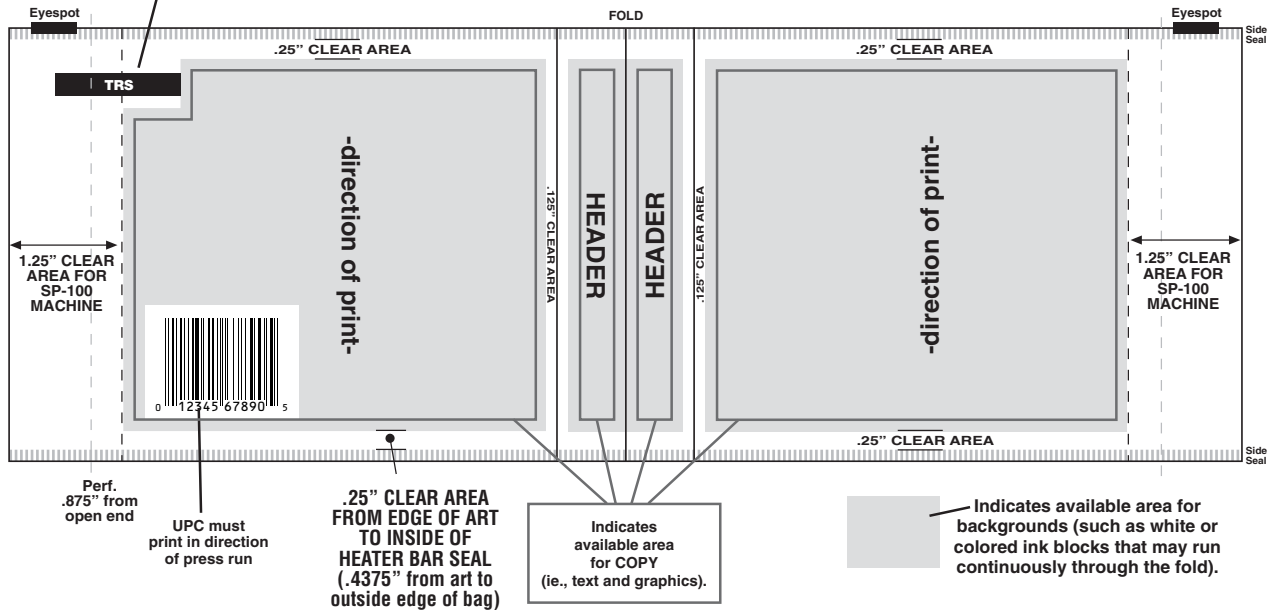 Eyespot
FOLD
Eyespot
Side
Seal
.25” CLEAR AREA
.25” CLEAR AREA
TRS
-direction of print-
.125” CLEAR AREA
HEADER
HEADER
.125” CLEAR AREA
-direction of print-
1.25” CLEAR
AREA FOR
SP-100
MACHINE
1.25” CLEAR
AREA FOR
SP-100
MACHINE
0 12345 67890 5
.25” CLEAR AREA
Side
Seal
Perf.
.875” from
open end
UPC must
print in direction
of press run
.25” CLEAR AREA
FROM EDGE OF ART
TO INSIDE OF
HEATER BAR SEAL
(.4375” from art to
outside edge of bag)
Indicates
available area
for COPY
(ie., text and graphics).
Indicates available area for
backgrounds (such as white or
colored ink blocks that may run
continuously through the fold).